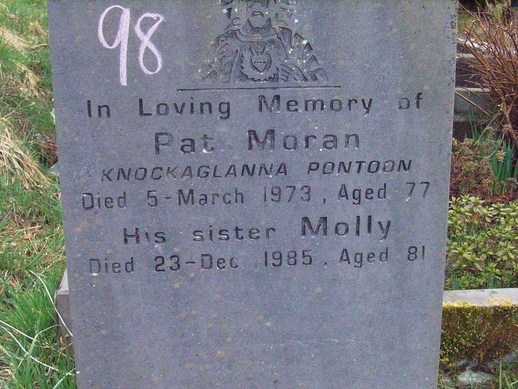 98
In Loving Memory of
Pat Moran
KNOCKAGLANNA PONTOON
Died 5-March 1973, Aged 77
His sister Molly
Died 23-Dec 1985, Aged 81